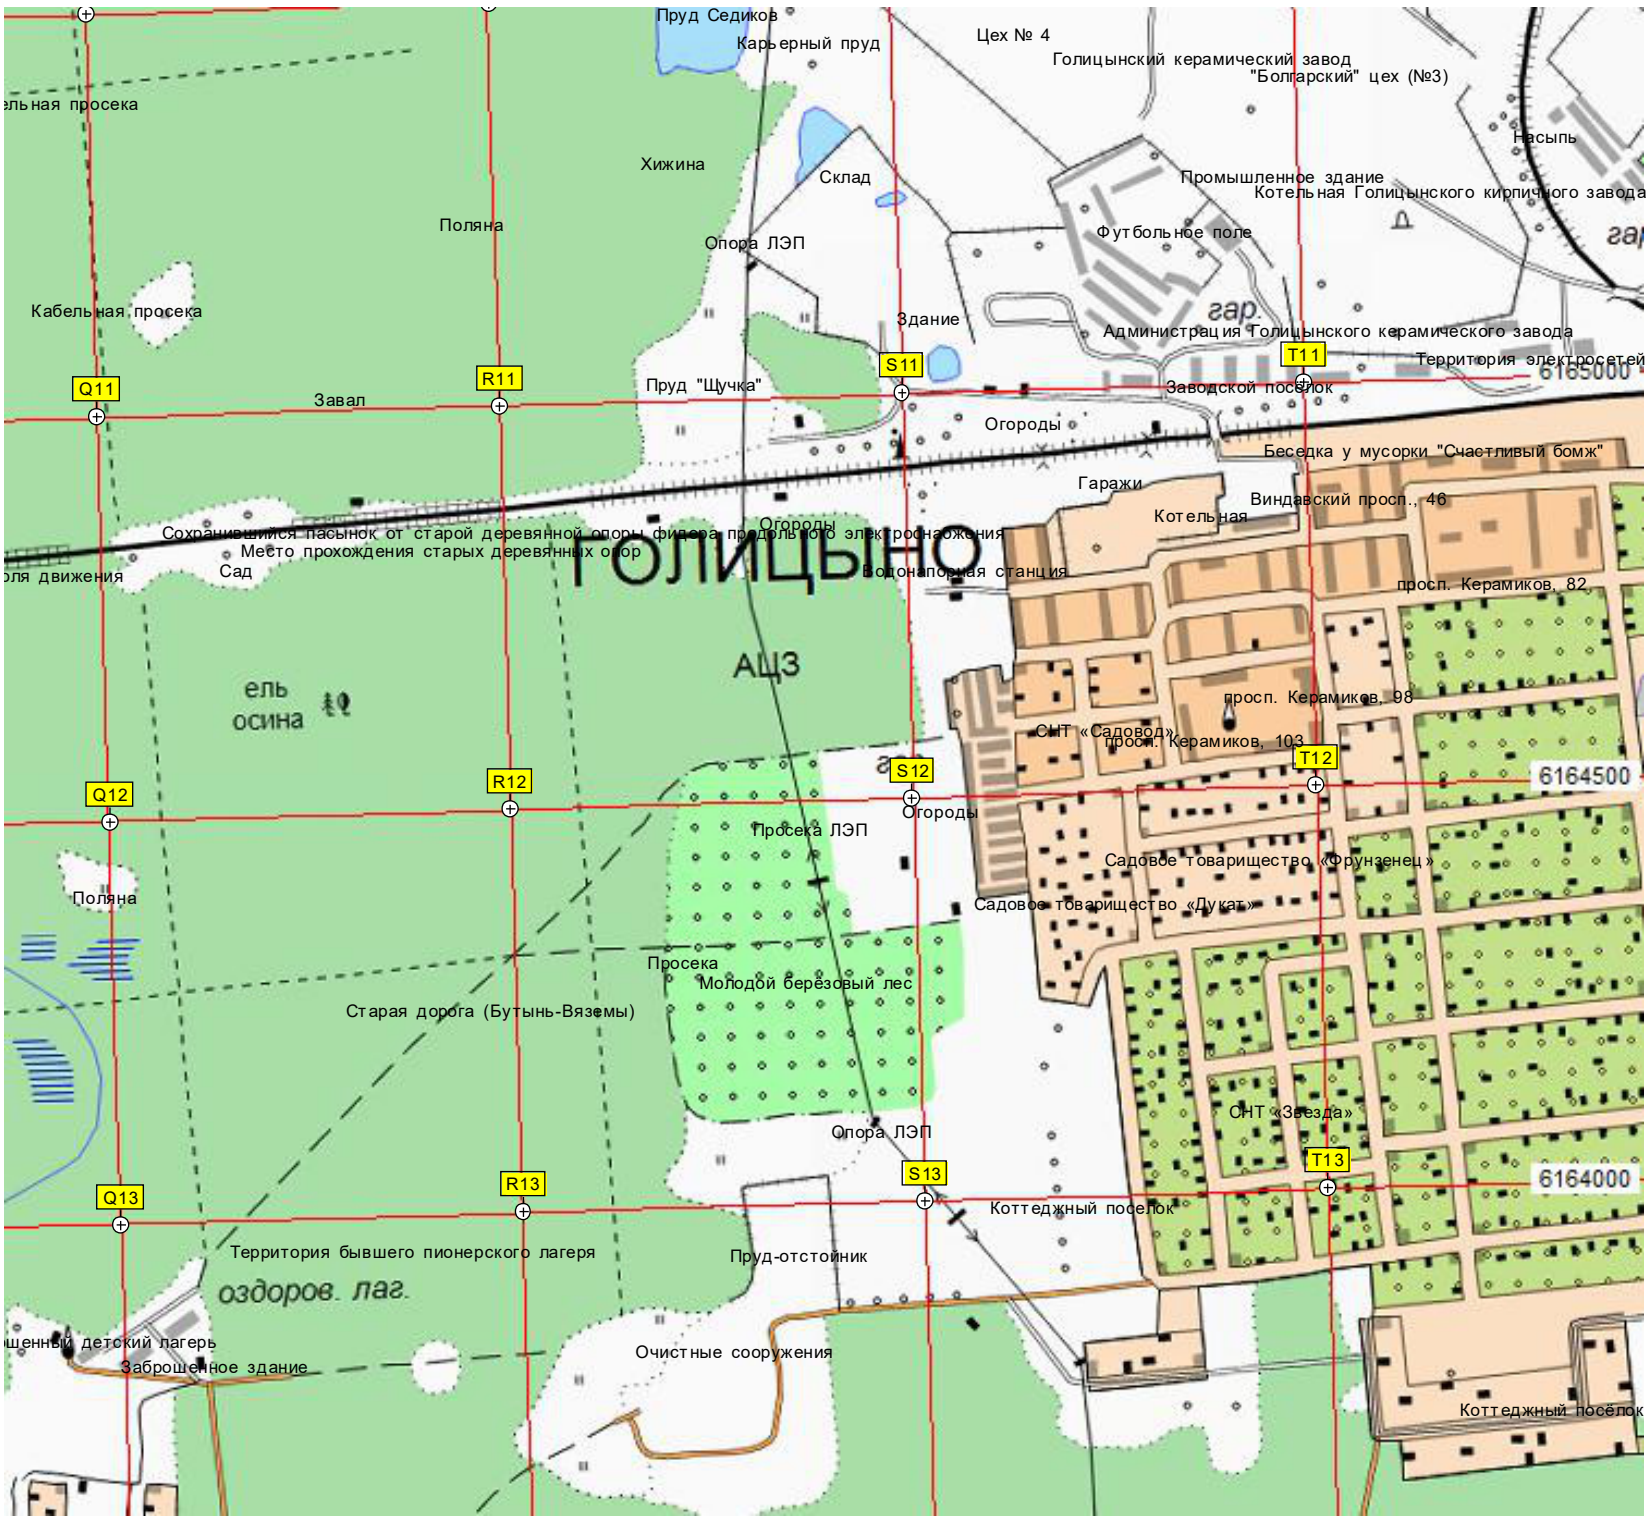 Пруд Седиков
Цех № 4
Карьерный пруд
Голицынский керамический завод
"Болгарский" цех (№3)
ельная просека
Насыпь
Хижина
Склад
Промышленное здание
Котельная Голицынского кирпичного завода
Поляна
Опора ЛЭП
Футбольное поле
гар
Кабельная просека
гар.
Здание
Администрация Голицынского керамического завода
T11
Территория электросетей
S11
6165000
R11
Q11
Пруд "Щучка"
Заводской посёлок
Завал
Огороды
Беседка у мусорки "Счастливый бомж"
Гаражи
Виндавский просп., 46
Котельная
Огороды
Сохранившийся пасынок от старой деревянной опоры фидера продольного электроснабжения
Место прохождения старых деревянных опор
ГОЛИЦЫНО
Сад
оля движения
Водонапорная станция
просп. Керамиков, 82
АЦЗ
ель
осина
просп. Керамиков, 98
СНТ «Садовод»
просп. Керамиков, 103
T12
S12
6164500
R12
Q12
Огороды
Просека ЛЭП
Садовое товарищество «Фрунзенец»
Поляна
Садовое товарищество «Дукат»
Просека
Молодой берёзовый лес
Старая дорога (Бутынь-Вяземы)
СНТ «Звезда»
Опора ЛЭП
T13
S13
6164000
R13
Q13
Коттеджный поселок
Территория бывшего пионерского лагеря
Пруд-отстойник
оздоров. лаг.
шенный детский лагерь
Очистные сооружения
Заброшенное здание
Коттеджный посёлок